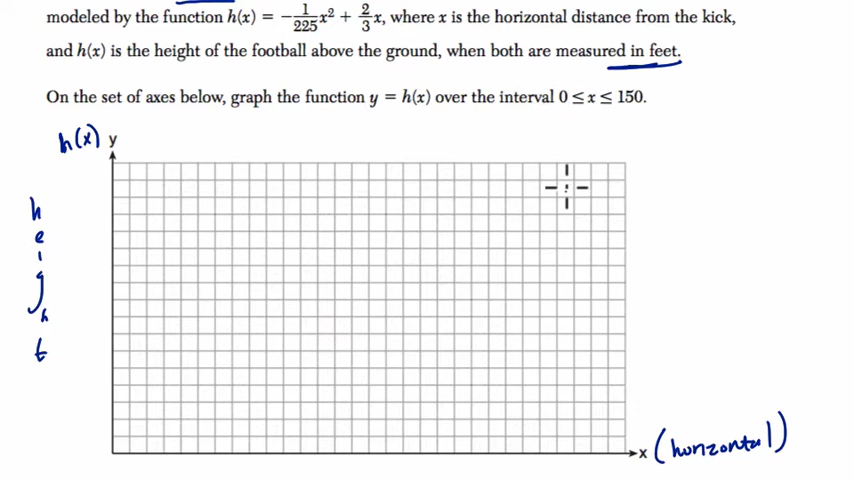 modeled by the function h(x) = −1/225 x² + 2/3 x, where x is the horizontal distance from the kick,
and h(x) is the height of the football above the ground, when both are measured in feet.
On the set of axes below, graph the function y = h(x) over the interval 0 ≤ x ≤ 150.
h(x) y
height
x (horizontal)